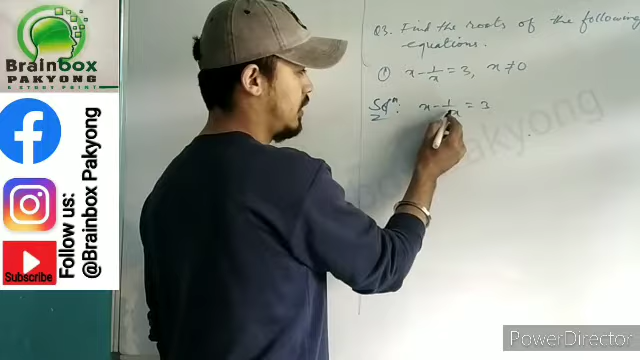 Brainbox
PAKYONG
Follow us:
@Brainbox Pakyong
Subscribe
Q3. Find the roots of the following
equations.
① x - 1/x = 3, x ≠ 0
Solⁿ: x - 1/x = 3
Pakyong
PowerDirector